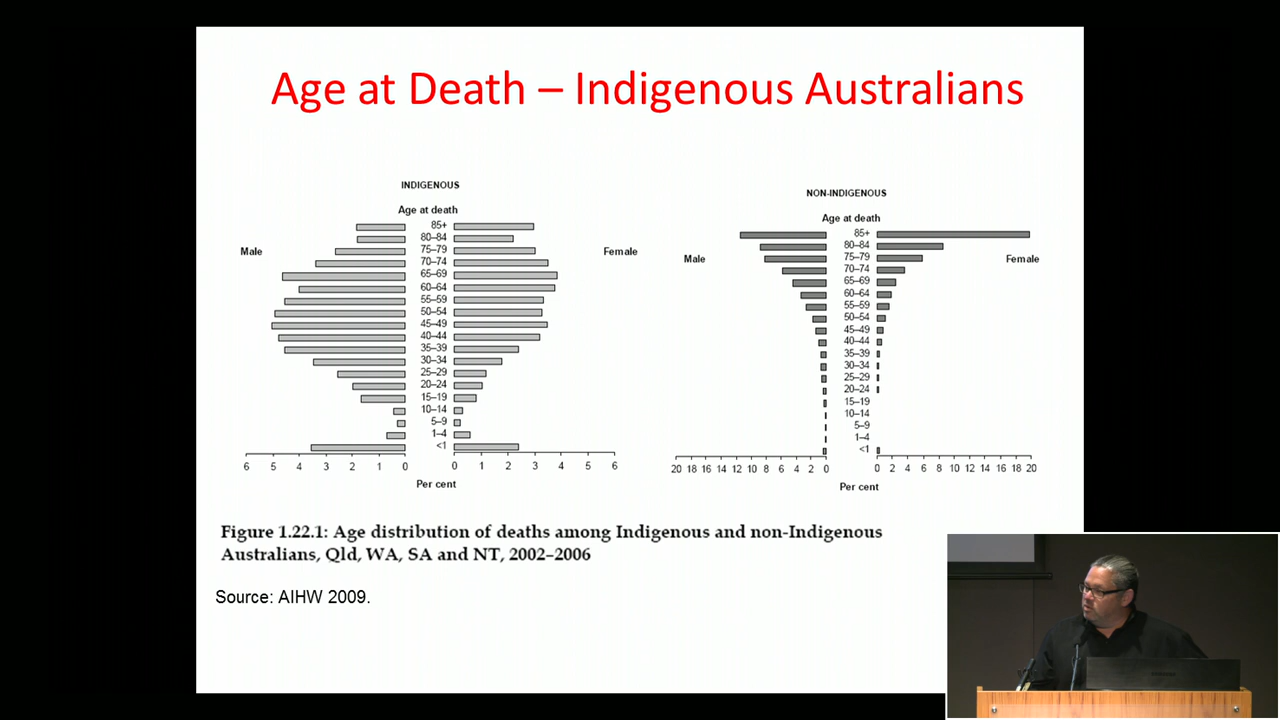 Age at Death – Indigenous Australians
INDIGENOUS
Age at death
Male
Female
85+
80–84
75–79
70–74
65–69
60–64
55–59
50–54
45–49
40–44
35–39
30–34
25–29
20–24
15–19
10–14
5–9
1–4
<1
6 5 4 3 2 1 0 0 1 2 3 4 5 6
Per cent
NON-INDIGENOUS
Age at death
Male
Female
85+
80–84
75–79
70–74
65–69
60–64
55–59
50–54
45–49
40–44
35–39
30–34
25–29
20–24
15–19
10–14
5–9
1–4
<1
20 18 16 14 12 10 8 6 4 2 0 0 2 4 6 8 10 12 14 16 18 20
Per cent
Figure 1.22.1: Age distribution of deaths among Indigenous and non-Indigenous
Australians, Qld, WA, SA and NT, 2002–2006
Source: AIHW 2009.